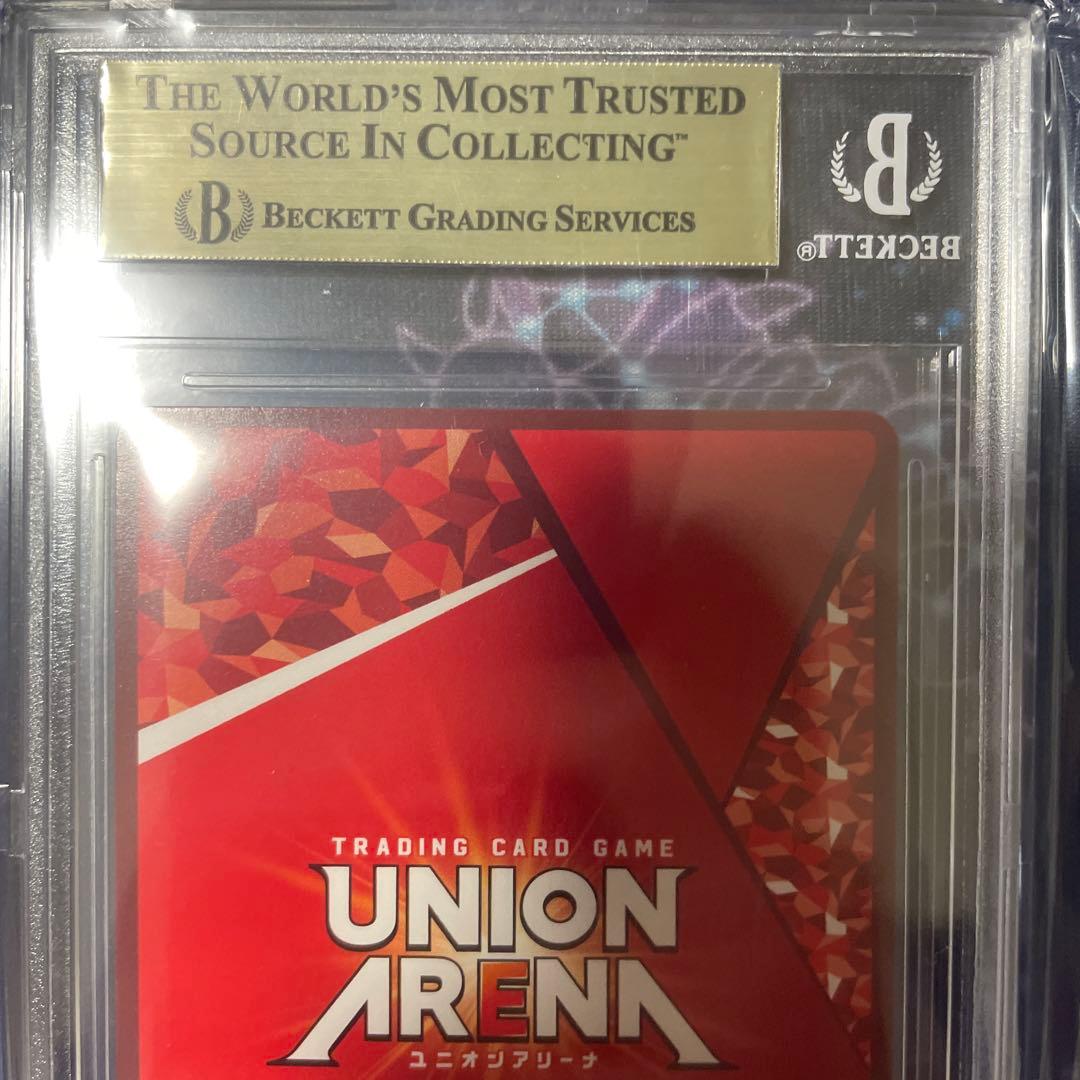 THE WORLD'S MOST TRUSTED
SOURCE IN COLLECTING™
B BECKETT GRADING SERVICES
B
BECKETT®
TRADING CARD GAME
UNION
ARENA
ユニオンアリーナ